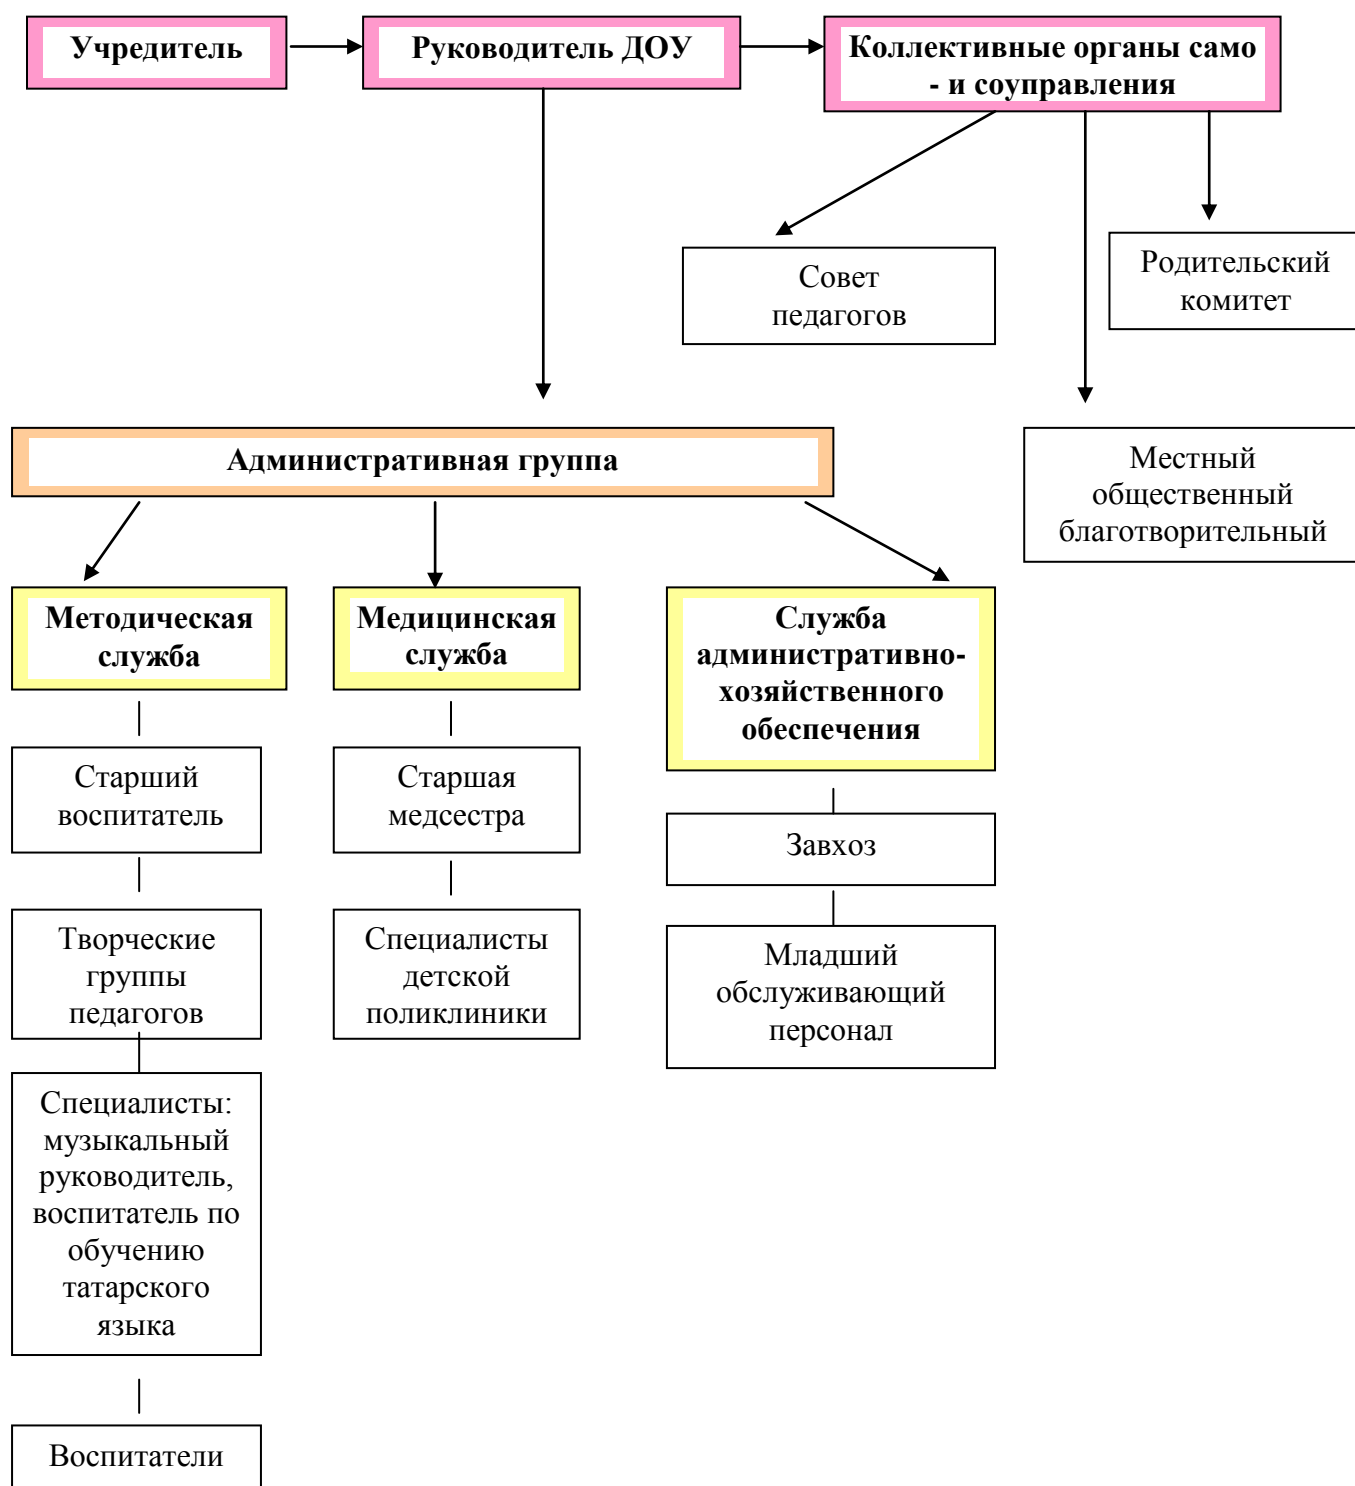 Учредитель
Руководитель ДОУ
Коллективные органы само
- и соуправления
Совет
педагогов
Родительский
комитет
Административная группа
Местный
общественный
благотворительный
Методическая
служба
Медицинская
служба
Служба
административно-
хозяйственного
обеспечения
Старший
воспитатель
Старшая
медсестра
Завхоз
Творческие
группы
педагогов
Специалисты
детской
поликлиники
Младший
обслуживающий
персонал
Специалисты:
музыкальный
руководитель,
воспитатель по
обучению
татарского
языка
Воспитатели